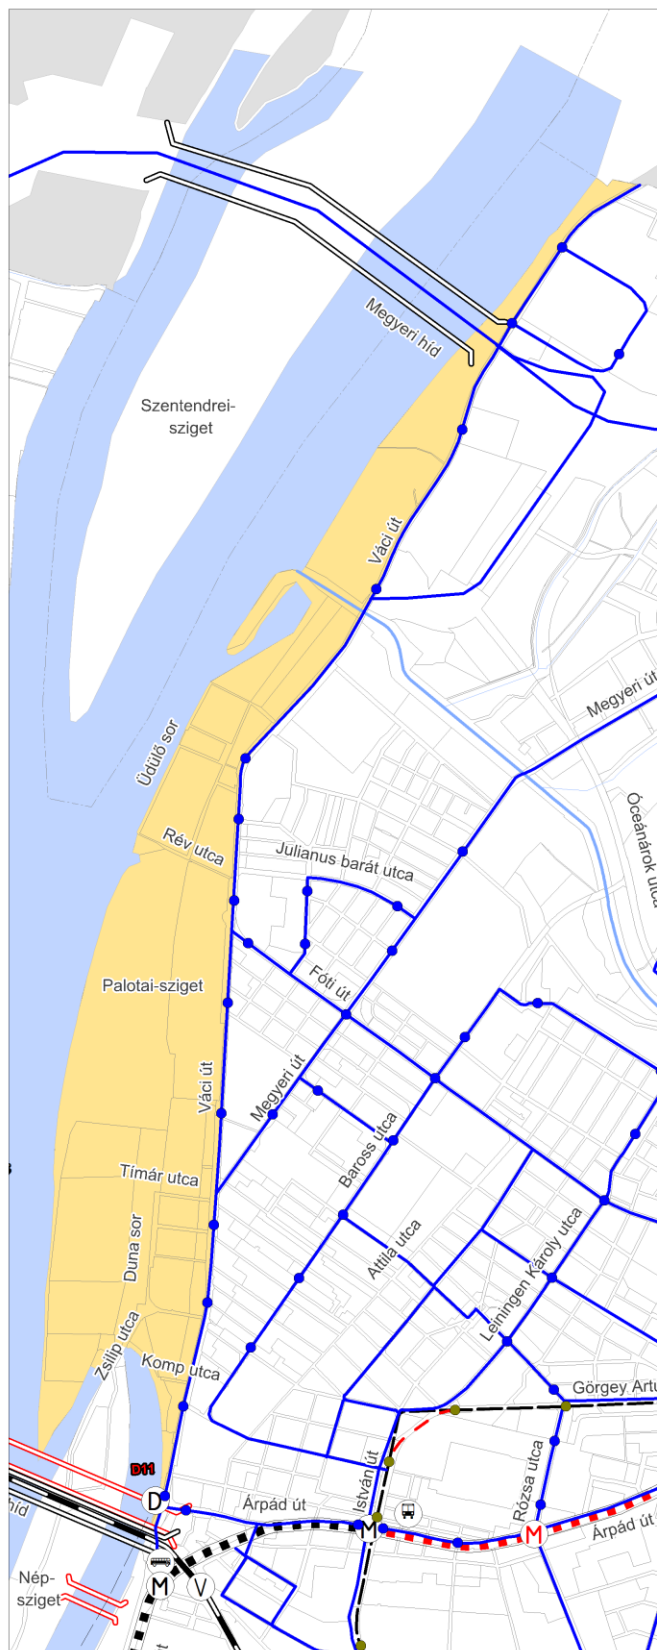 Megyeri híd
Szentendrei-
sziget
Váci út
Megyeri út
Üdülő sor
Rév utca
Julianus barát utca
Óceánárok utca
Palotai-sziget
Fóti út
Váci út
Megyeri út
Baross utca
Tímár utca
Duna sor
Attila utca
Leiningen Károly utca
Zsilip utca
Komp utca
Görgey Artú
D11
István út
Rózsa utca
D
Árpád út
M
M
Árpád út
híd
Nép-
sziget
M
V